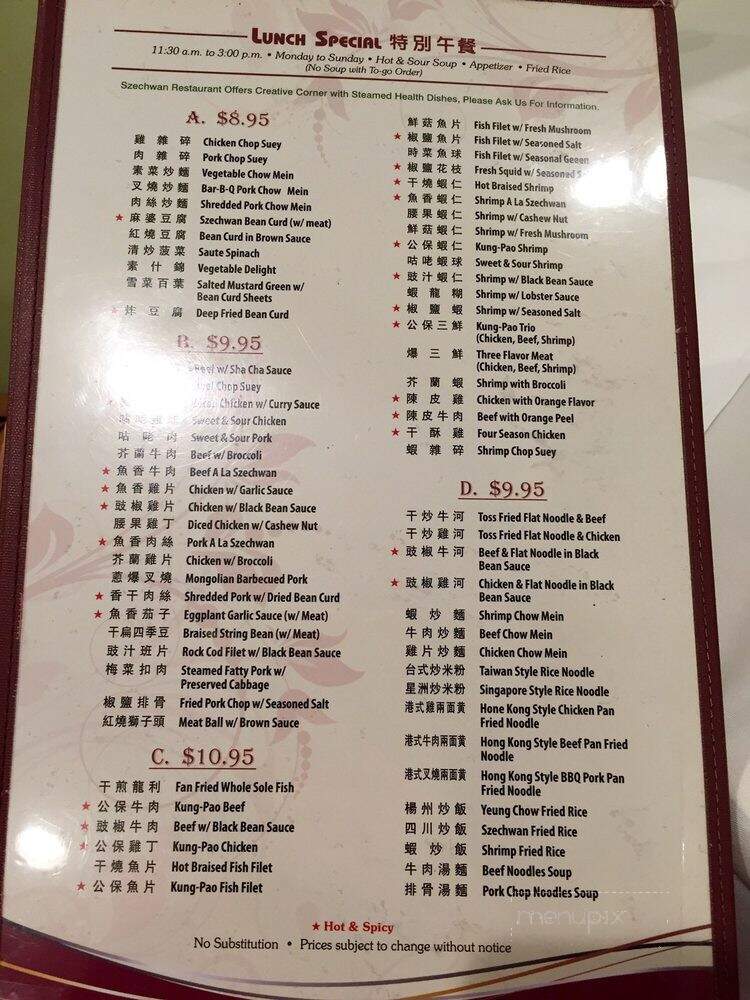 LUNCH SPECIAL 特別午餐
11:30 a.m. to 3:00 p.m. • Monday to Sunday • Hot & Sour Soup • Appetizer • Fried Rice
(No Soup with To-go Order)
Szechwan Restaurant Offers Creative Corner with Steamed Health Dishes, Please Ask Us For Information.
A. $8.95
雞雜碎 Chicken Chop Suey
肉雜碎 Pork Chop Suey
素菜炒麵 Vegetable Chow Mein
叉燒炒麵 Bar-B-Q Pork Chow Mein
肉絲炒麵 Shredded Pork Chow Mein
★ 麻婆豆腐 Szechwan Bean Curd (w/ meat)
紅燒豆腐 Bean Curd in Brown Sauce
清炒菠菜 Saute Spinach
素什錦 Vegetable Delight
雪菜百葉 Salted Mustard Green w/
Bean Curd Sheets
★ 炸豆腐 Deep Fried Bean Curd
B. $9.95
Beef w/ Sha Cha Sauce
Chop Suey
Chicken w/ Curry Sauce
Sweet & Sour Chicken
咕咾肉 Sweet & Sour Pork
芥蘭牛肉 Beef w/ Broccoli
★ 魚香牛肉 Beef A La Szechwan
★ 魚香雞片 Chicken w/ Garlic Sauce
★ 豉椒雞片 Chicken w/ Black Bean Sauce
腰果雞丁 Diced Chicken w/ Cashew Nut
★ 魚香肉絲 Pork A La Szechwan
芥蘭雞片 Chicken w/ Broccoli
蔥爆叉燒 Mongolian Barbecued Pork
★ 香干肉絲 Shredded Pork w/ Dried Bean Curd
★ 魚香茄子 Eggplant Garlic Sauce (w/ Meat)
干扁四季豆 Braised String Bean (w/ Meat)
豉汁班片 Rock Cod Filet w/ Black Bean Sauce
梅菜扣肉 Steamed Fatty Pork w/
Preserved Cabbage
椒鹽排骨 Fried Pork Chop w/ Seasoned Salt
紅燒獅子頭 Meat Ball w/ Brown Sauce
C. $10.95
干煎龍利 Fan Fried Whole Sole Fish
★ 公保牛肉 Kung-Pao Beef
★ 豉椒牛肉 Beef w/ Black Bean Sauce
★ 公保雞丁 Kung-Pao Chicken
干燒魚片 Hot Braised Fish Filet
★ 公保魚片 Kung-Pao Fish Filet
鮮菇魚片 Fish Filet w/ Fresh Mushroom
★ 椒鹽魚片 Fish Filet w/ Seasoned Salt
時菜魚球 Fish Filet w/ Seasonal Geeen
★ 椒鹽花枝 Fresh Squid w/ Seasoned
★ 干燒蝦仁 Hot Braised Shrimp
★ 魚香蝦仁 Shrimp A La Szechwan
腰果蝦仁 Shrimp w/ Cashew Nut
鮮菇蝦仁 Shrimp w/ Fresh Mushroom
★ 公保蝦仁 Kung-Pao Shrimp
咕咾蝦球 Sweet & Sour Shrimp
★ 豉汁蝦仁 Shrimp w/ Black Bean Sauce
蝦龍糊 Shrimp w/ Lobster Sauce
★ 椒鹽蝦 Shrimp w/ Seasoned Salt
★ 公保三鮮 Kung-Pao Trio
(Chicken, Beef, Shrimp)
爆三鮮 Three Flavor Meat
(Chicken, Beef, Shrimp)
芥蘭蝦 Shrimp with Broccoli
★ 陳皮雞 Chicken with Orange Flavor
★ 陳皮牛肉 Beef with Orange Peel
★ 干酥雞 Four Season Chicken
蝦雜碎 Shrimp Chop Suey
D. $9.95
干炒牛河 Toss Fried Flat Noodle & Beef
干炒雞河 Toss Fried Flat Noodle & Chicken
★ 豉椒牛河 Beef & Flat Noodle in Black
Bean Sauce
★ 豉椒雞河 Chicken & Flat Noodle in Black
Bean Sauce
蝦炒麵 Shrimp Chow Mein
牛肉炒麵 Beef Chow Mein
雞片炒麵 Chicken Chow Mein
台式炒米粉 Taiwan Style Rice Noodle
星洲炒米粉 Singapore Style Rice Noodle
港式雞兩面黃 Hone Kong Style Chicken Pan
Fried Noodle
港式牛肉兩面黃 Hong Kong Style Beef Pan Fried
Noodle
港式叉燒兩面黃 Hong Kong Style BBQ Pork Pan
Fried Noodle
楊州炒飯 Yeung Chow Fried Rice
四川炒飯 Szechwan Fried Rice
蝦炒飯 Shrimp Fried Rice
牛肉湯麵 Beef Noodles Soup
排骨湯麵 Pork Chop Noodles Soup
★ Hot & Spicy
No Substitution • Prices subject to change without notice
menupix